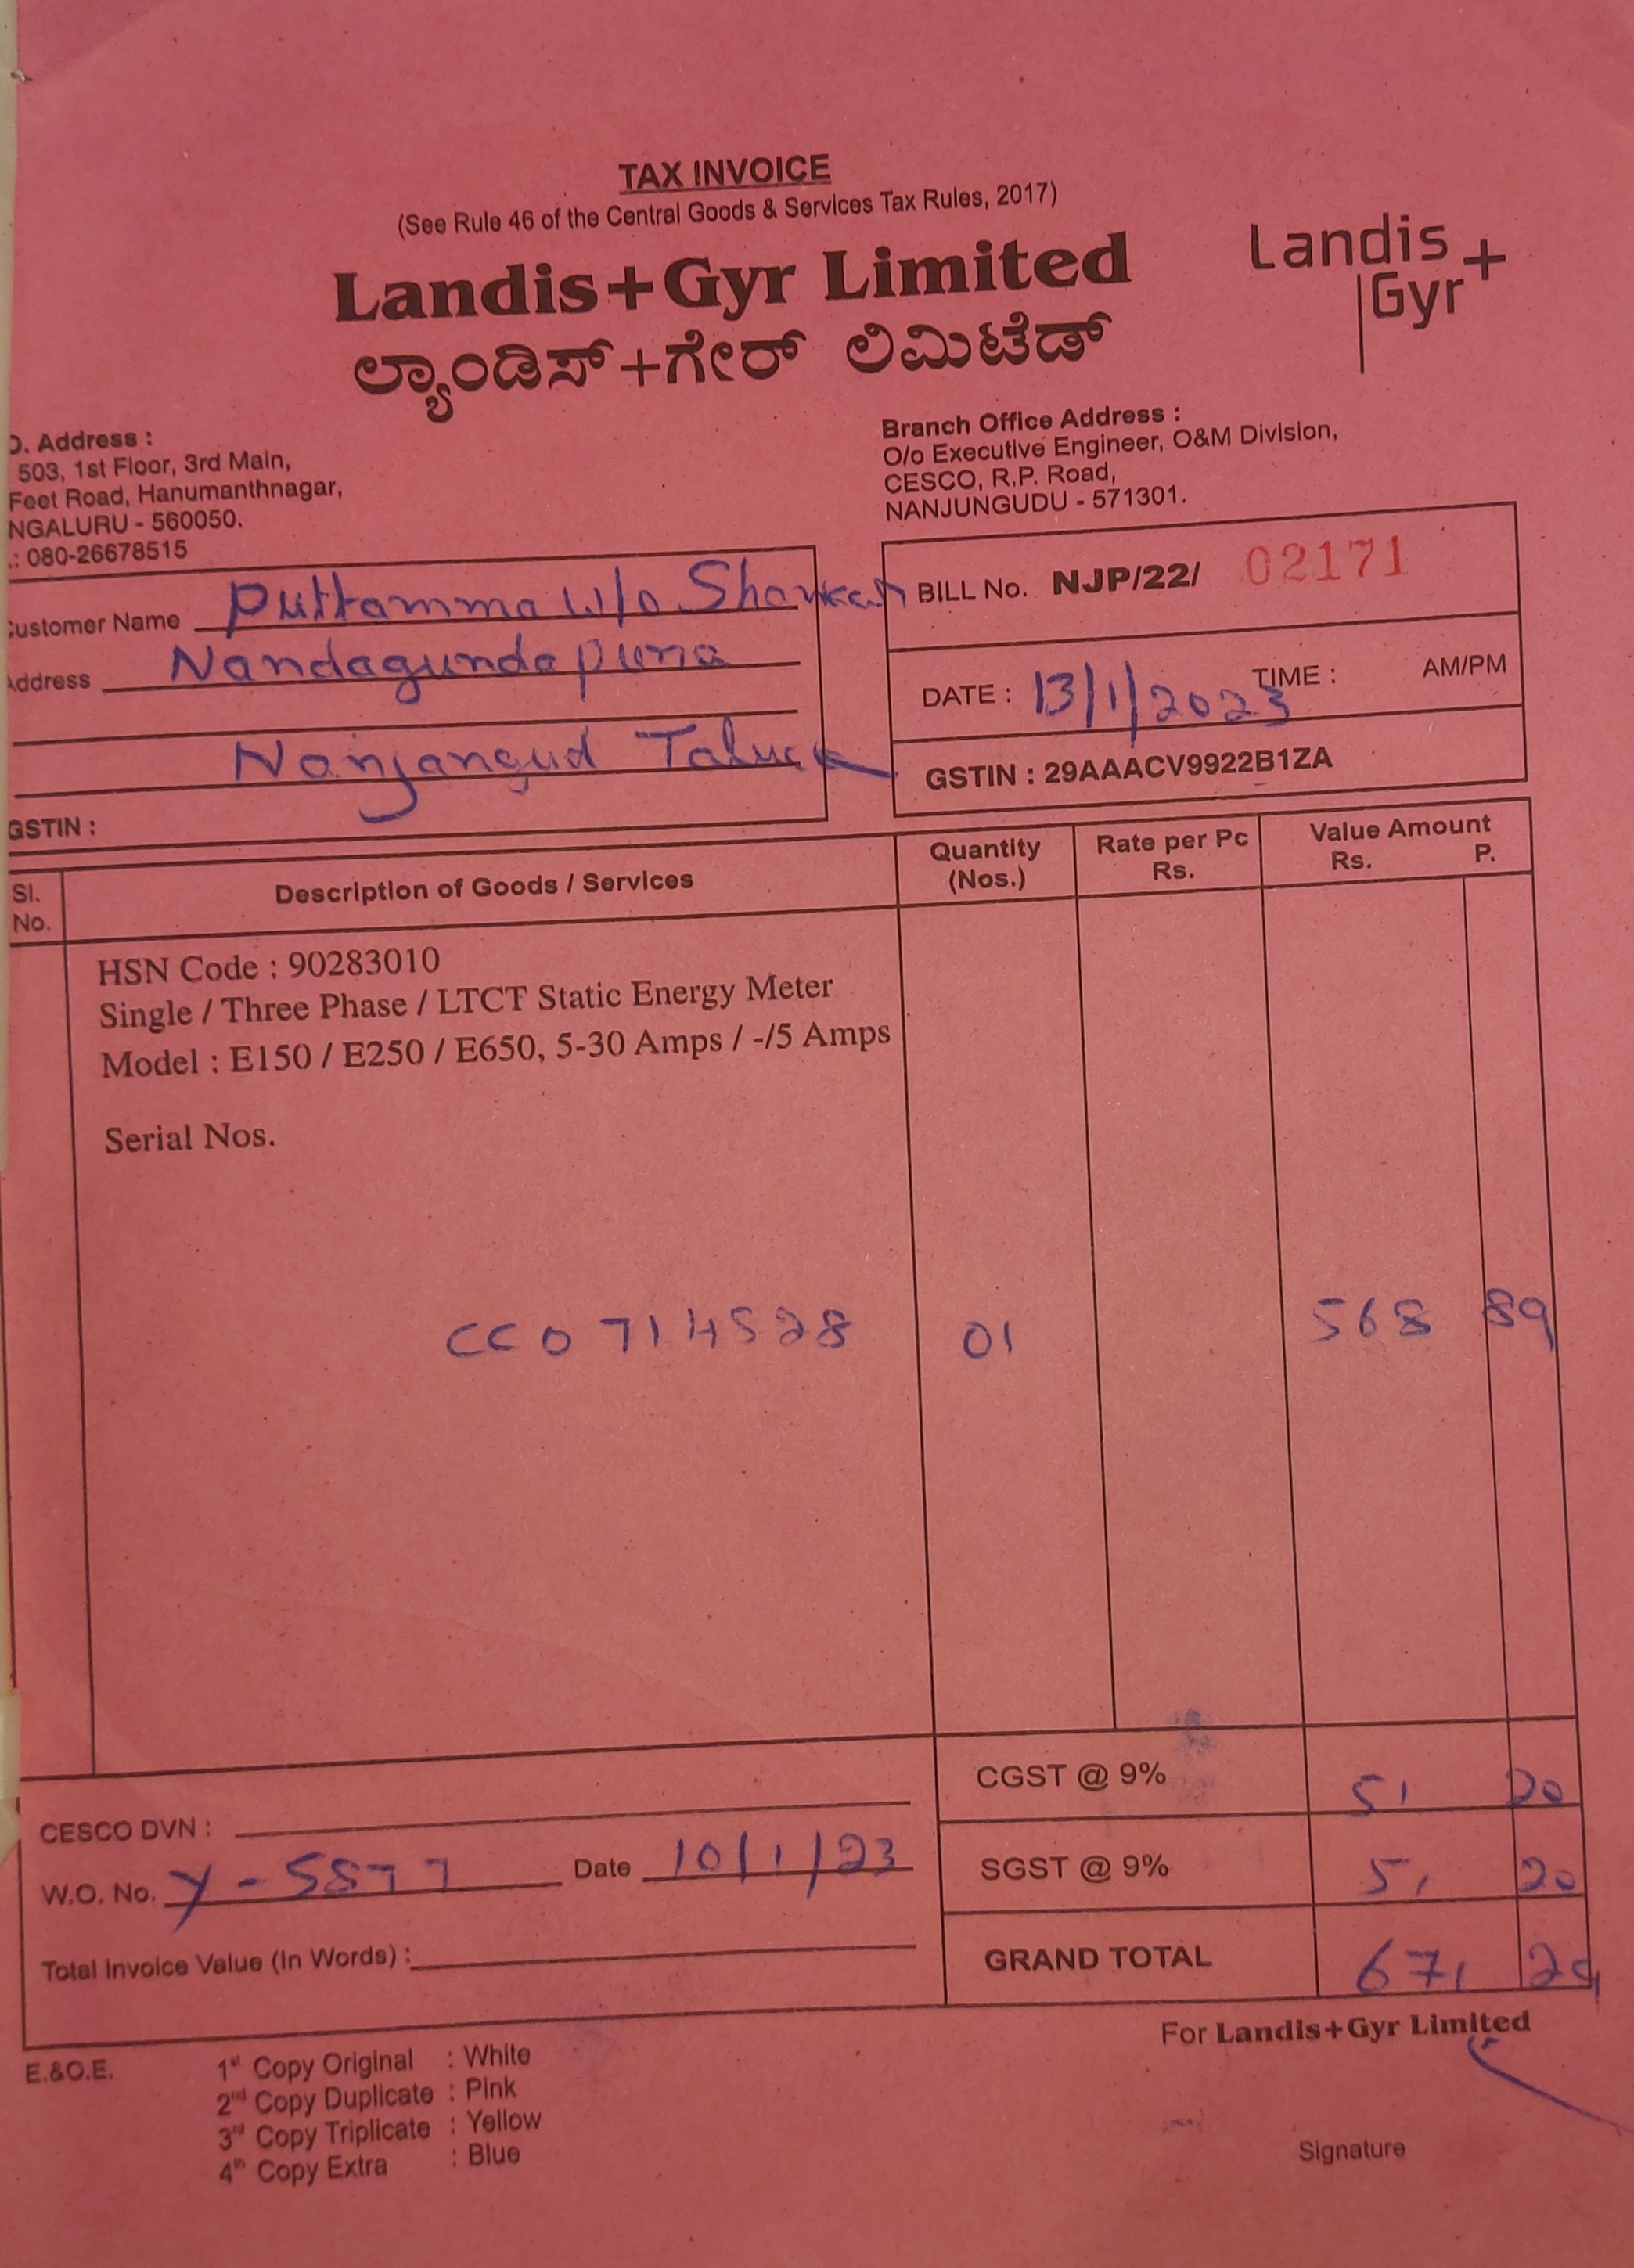 TAX INVOICE
(See Rule 46 of the Central Goods & Services Tax Rules, 2017)
Landis+Gyr Limited
ಲ್ಯಾಂಡಿಸ್+ಗೇರ್ ಲಿಮಿಟೆಡ್
Landis
Gyr+
O. Address :
503, 1st Floor, 3rd Main,
Feet Road, Hanumanthnagar,
NGALURU - 560050.
.: 080-26678515
Branch Office Address :
O/o Executive Engineer, O&M Division,
CESCO, R.P. Road,
NANJUNGUDU - 571301.
Customer Name Puttamma W/o
Address Nandagundapura
Nanjangud Taluck
GSTIN :
BILL No. NJP/22/ 02171
DATE : 13/1/2023 TIME : AM/PM
GSTIN : 29AAACV9922B1ZA
Sl. No. Description of Goods / Services Quantity (Nos.) Rate per Pc Rs. Value Amount Rs. P.
HSN Code : 90283010
Single / Three Phase / LTCT Static Energy Meter
Model : E150 / E250 / E650, 5-30 Amps / -/5 Amps
Serial Nos.
CC0714528 01 568 89
CGST @ 9% 51 20
SGST @ 9% 51 20
GRAND TOTAL 671 29
CESCO DVN :
W.O. No. Y-5877 Date 10/1/23
Total Invoice Value (In Words) :
For Landis+Gyr Limited
E.&O.E.
1st Copy Original : White
2nd Copy Duplicate : Pink
3rd Copy Triplicate : Yellow
4th Copy Extra : Blue
Signature